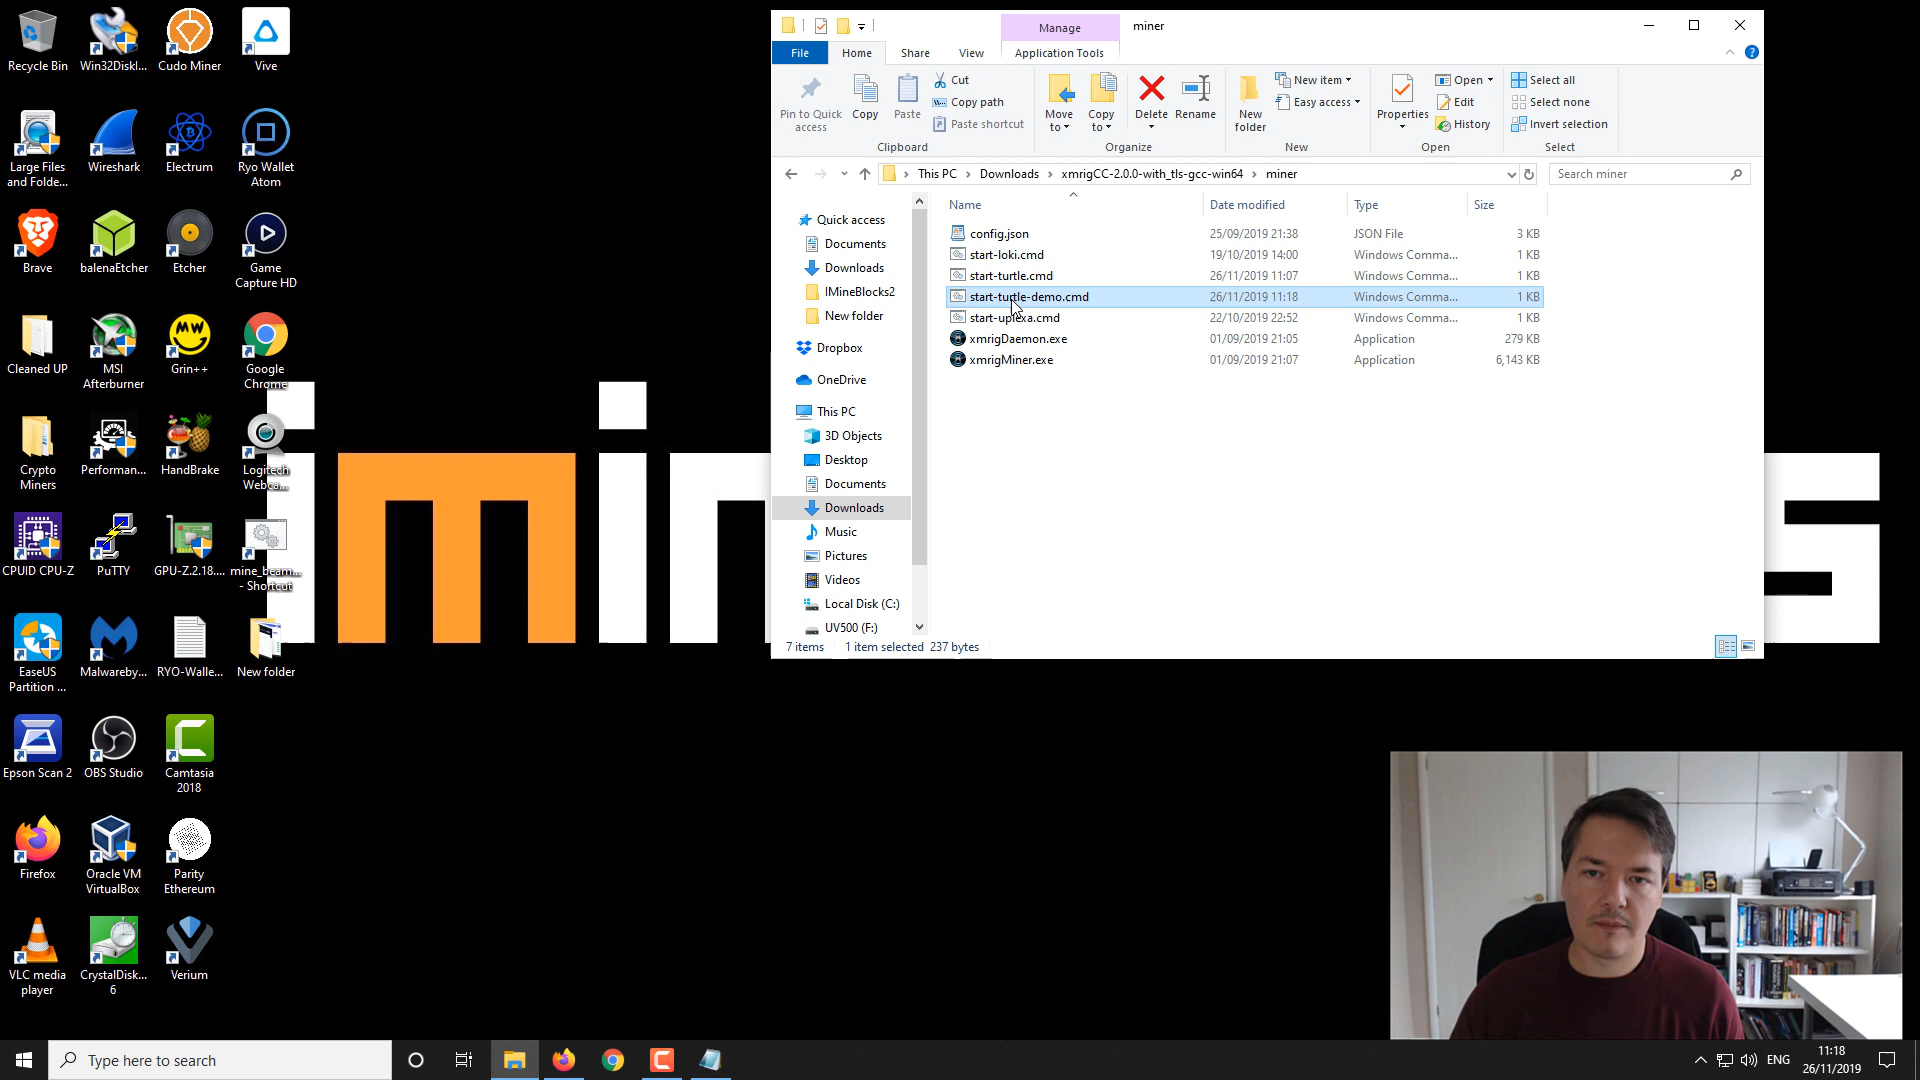 Recycle Bin
Win32DiskI...
Cudo Miner
Vive
Large Files
and Folde...
Wireshark
Electrum
Ryo Wallet
Atom
Brave
balenaEtcher
Etcher
Game
Capture HD
Cleaned UP
MSI
Afterburner
Grin++
Google
Chrome
Crypto
Miners
Performan...
HandBrake
Logitech
Webca...
CPUID CPU-Z
PuTTY
GPU-Z.2.18....
mine_beam...
- Shortcut
EaseUS
Partition ...
Malwareby...
RYO-Walle...
New folder
Epson Scan 2
OBS Studio
Camtasia
2018
Firefox
Oracle VM
VirtualBox
Parity
Ethereum
VLC media
player
CrystalDisk...
6
Verium
Manage
miner
File
Home
Share
View
Application Tools
Pin to Quick
access
Copy
Paste
Cut
Copy path
Paste shortcut
Clipboard
Move
to
Copy
to
Delete
Rename
Organize
New
folder
New item
Easy access
New
Properties
Open
Edit
History
Open
Select all
Select none
Invert selection
Select
This PC > Downloads > xmrigCC-2.0.0-with_tls-gcc-win64 > miner
Search miner
Quick access
Documents
Downloads
IMineBlocks2
New folder
Dropbox
OneDrive
This PC
3D Objects
Desktop
Documents
Downloads
Music
Pictures
Videos
Local Disk (C:)
UV500 (F:)
Name Date modified Type Size
config.json 25/09/2019 21:38 JSON File 3 KB
start-loki.cmd 19/10/2019 14:00 Windows Comma... 1 KB
start-turtle.cmd 26/11/2019 11:07 Windows Comma... 1 KB
start-turtle-demo.cmd 26/11/2019 11:18 Windows Comma... 1 KB
start-uplexa.cmd 22/10/2019 22:52 Windows Comma... 1 KB
xmrigDaemon.exe 01/09/2019 21:05 Application 279 KB
xmrigMiner.exe 01/09/2019 21:07 Application 6,143 KB
7 items 1 item selected 237 bytes
Type here to search
ENG
11:18
26/11/2019